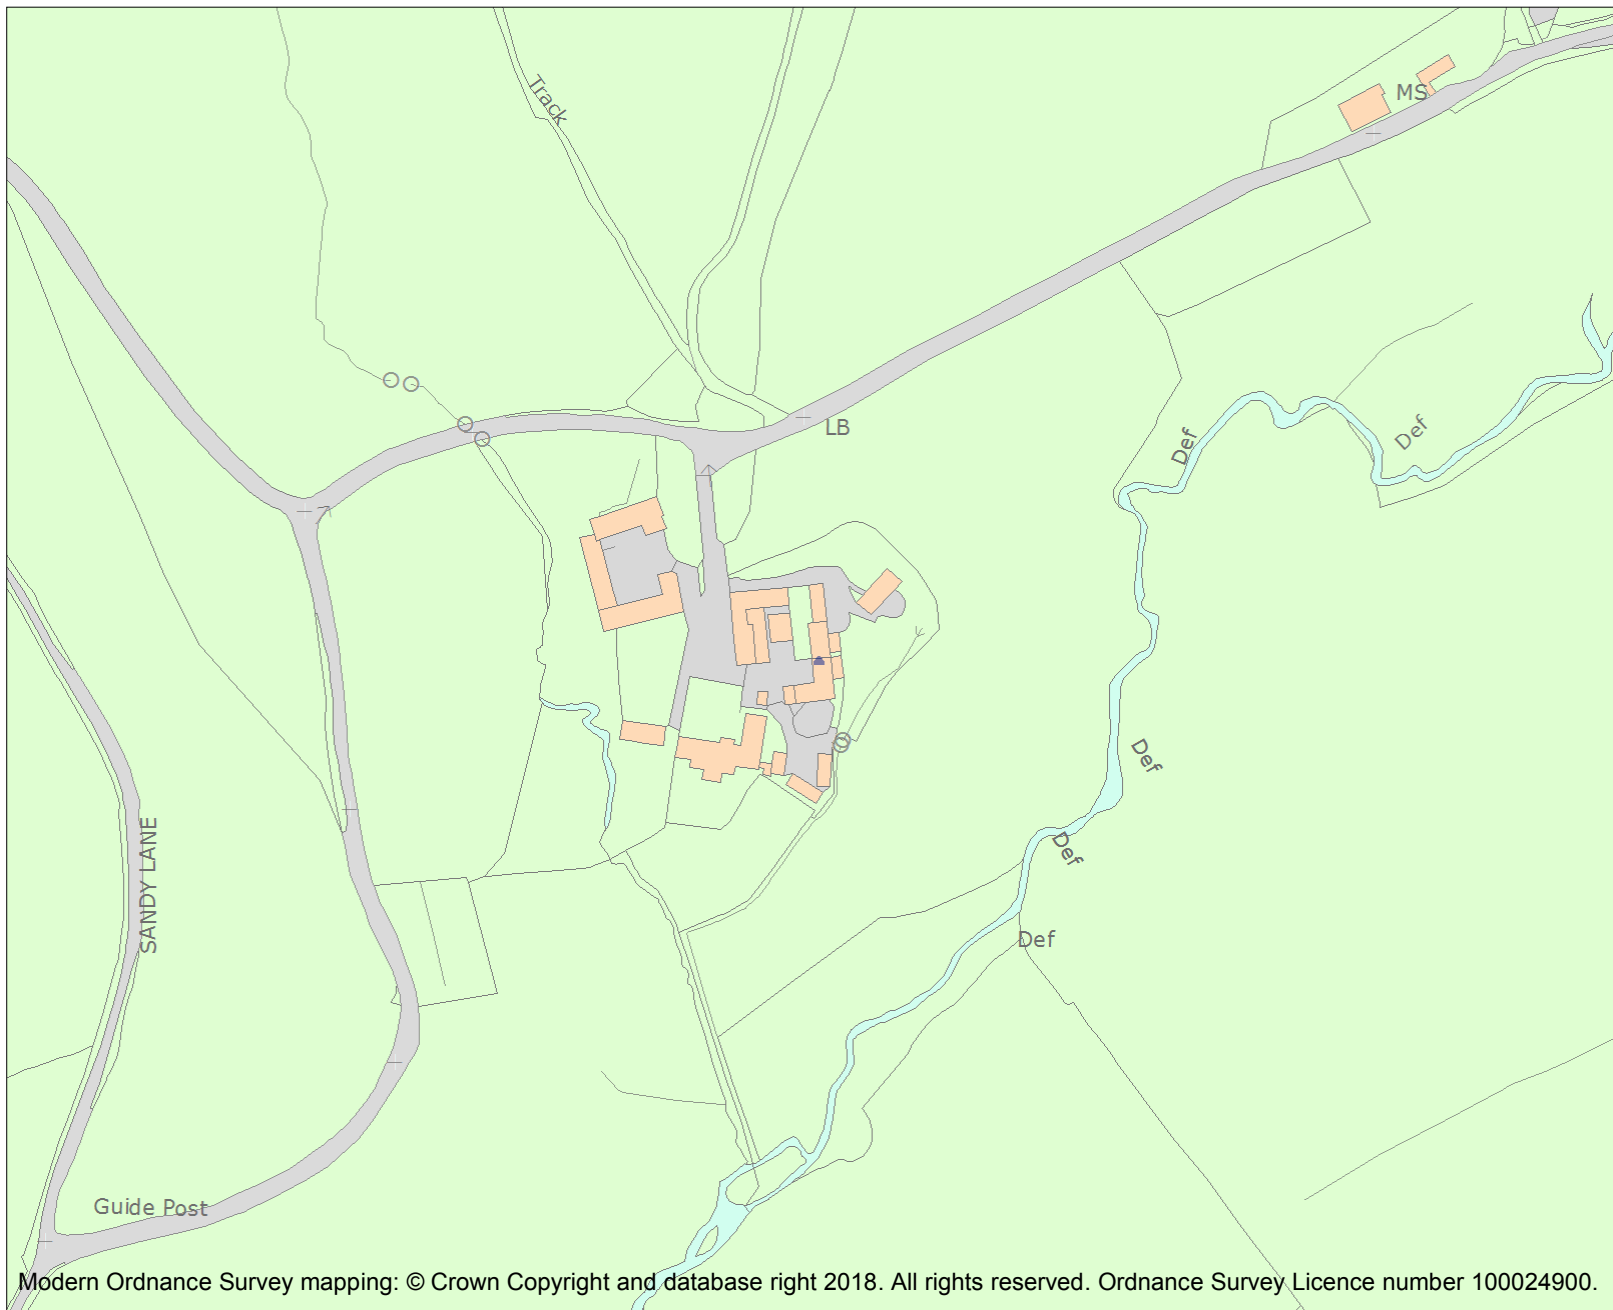 Track
MS
LB
Def
Def
Def
Def
Def
SANDY LANE
Guide Post
Modern Ordnance Survey mapping: © Crown Copyright and database right 2018. All rights reserved. Ordnance Survey Licence number 100024900.